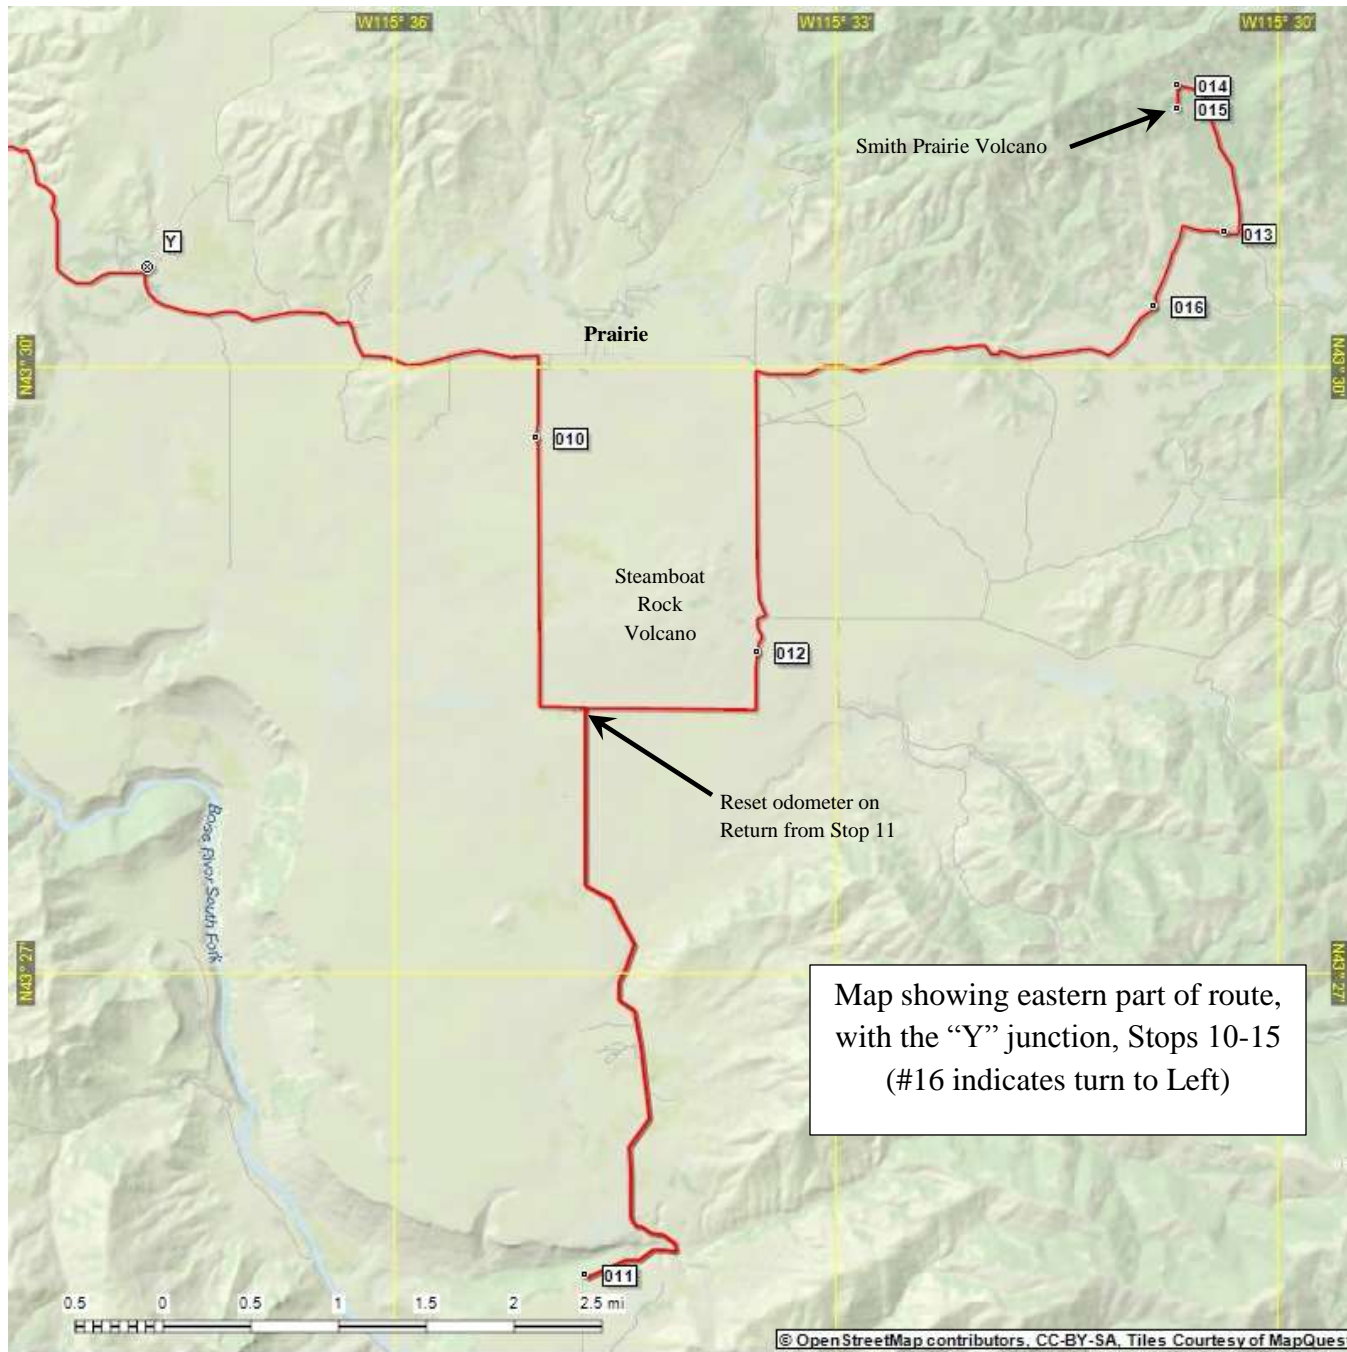 W115° 36'
W115° 33'
W115° 30'
014
015
Smith Prairie Volcano
Y
013
016
Prairie
N43° 30'
N43° 30'
010
Steamboat
Rock
Volcano
012
Reset odometer on
Return from Stop 11
Boise River South Fork
N43° 27'
N43° 27'
Map showing eastern part of route,
with the “Y” junction, Stops 10-15
(#16 indicates turn to Left)
011
0.5 0 0.5 1 1.5 2 2.5 mi
© OpenStreetMap contributors, CC-BY-SA, Tiles Courtesy of MapQues